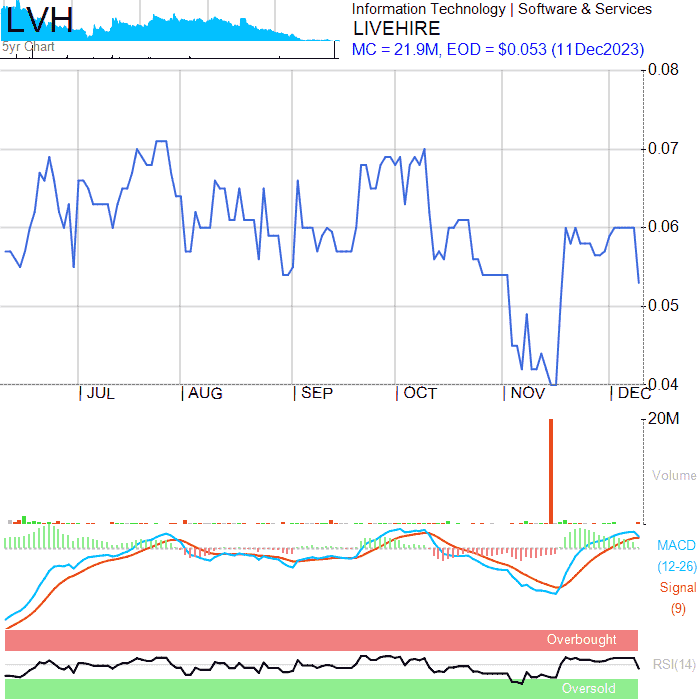 LVH
5yr Chart
Information Technology | Software & Services
LIVEHIRE
MC = 21.9M, EOD = $0.053 (11Dec2023)
0.08
0.07
0.06
0.05
0.04
JUL AUG SEP OCT NOV DEC
20M
Volume
MACD
(12-26)
Signal
(9)
Overbought
RSI(14)
Oversold